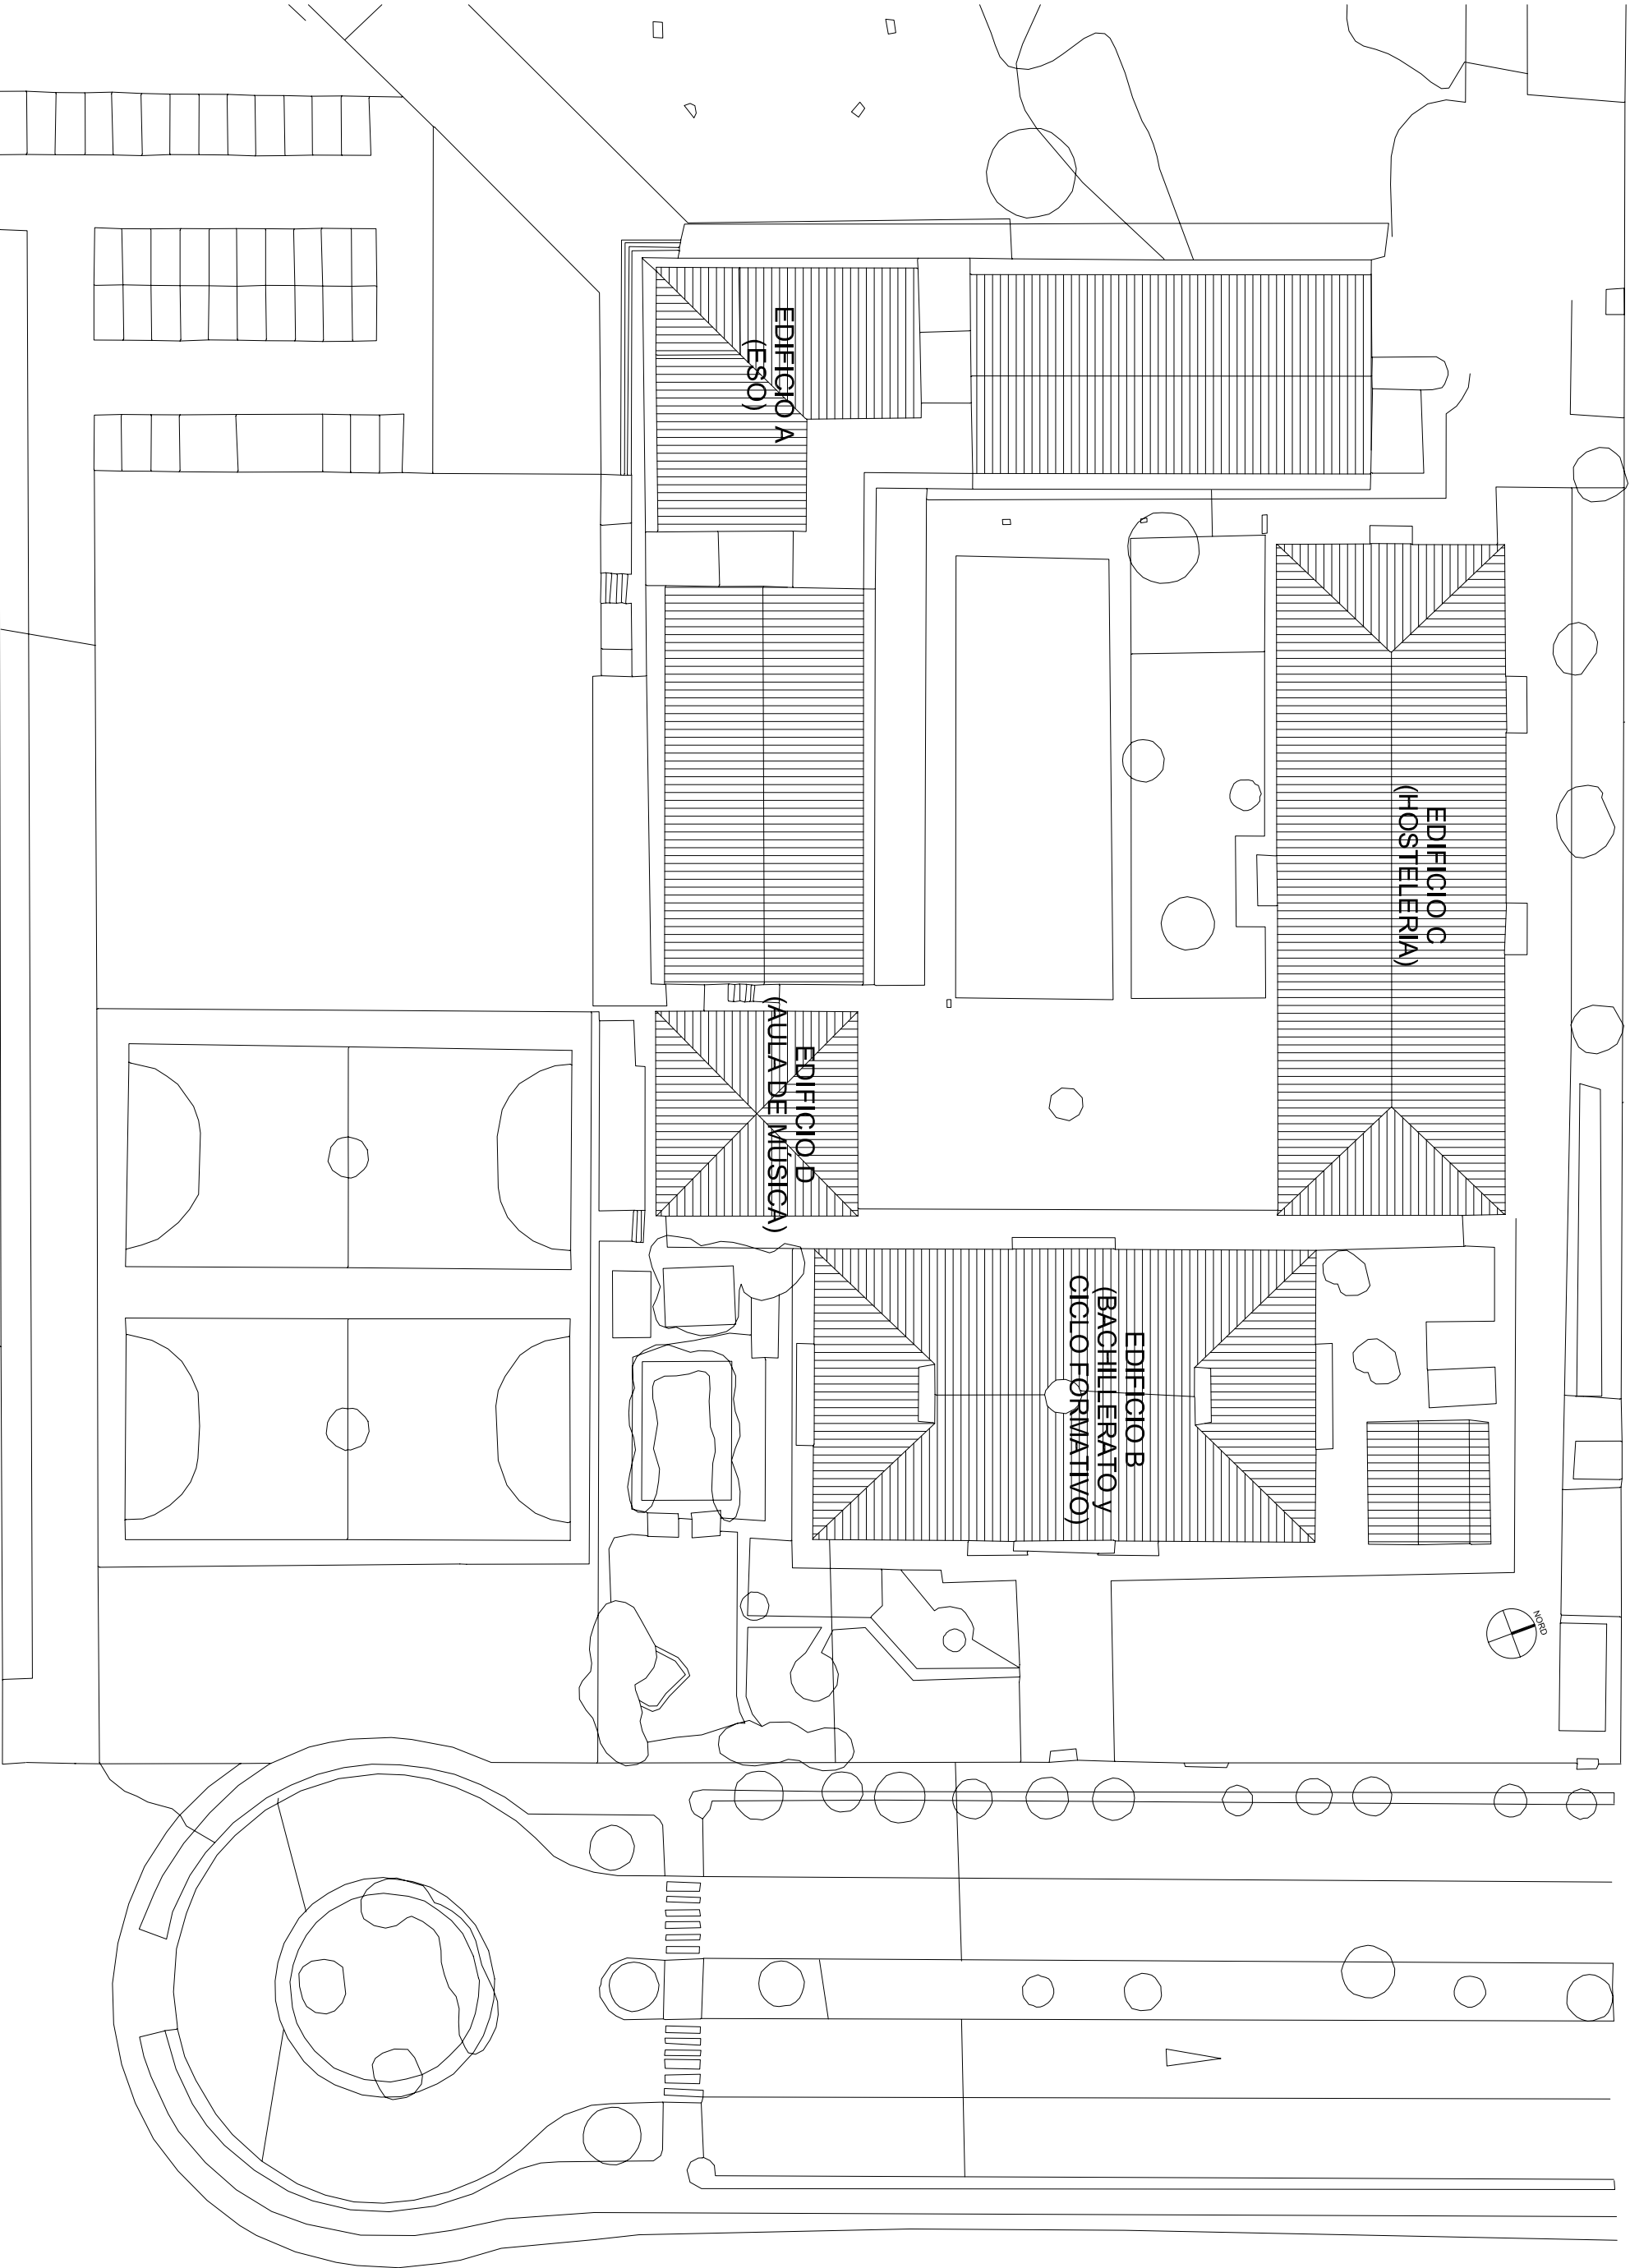 EDIFICIO A
(ESO)
EDIFICIO C
(HOSTELERIA)
EDIFICIO D
(AULA DE MÚSICA)
EDIFICIO B
(BACHILLERATO y
CICLO FORMATIVO)
NORD